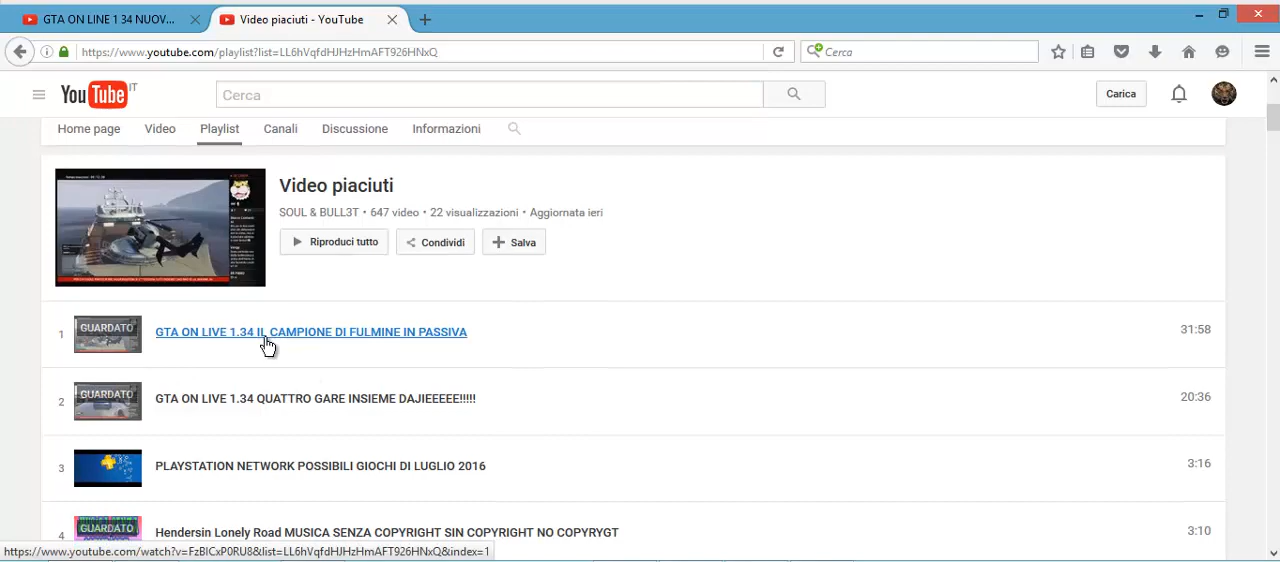 GTA ON LINE 1 34 NUOV...
Video piaciuti - YouTube
https://www.youtube.com/playlist?list=LL6hVqfdHJHzHmAFT926HNxQ
Cerca
YouTube IT
Cerca
Carica
Home page Video Playlist Canali Discussione Informazioni
Video piaciuti
SOUL & BULL3T • 647 video • 22 visualizzazioni • Aggiornata ieri
Riproduci tutto Condividi Salva
1 GUARDATO GTA ON LIVE 1.34 IL CAMPIONE DI FULMINE IN PASSIVA 31:58
2 GUARDATO GTA ON LIVE 1.34 QUATTRO GARE INSIEME DAJIEEEEE!!!!! 20:36
3 PLAYSTATION NETWORK POSSIBILI GIOCHI DI LUGLIO 2016 3:16
4 GUARDATO Hendersin Lonely Road MUSICA SENZA COPYRIGHT SIN COPYRIGHT NO COPYRYGT 3:10
https://www.youtube.com/watch?v=FzBlCxP0RU8&list=LL6hVqfdHJHzHmAFT926HNxQ&index=1